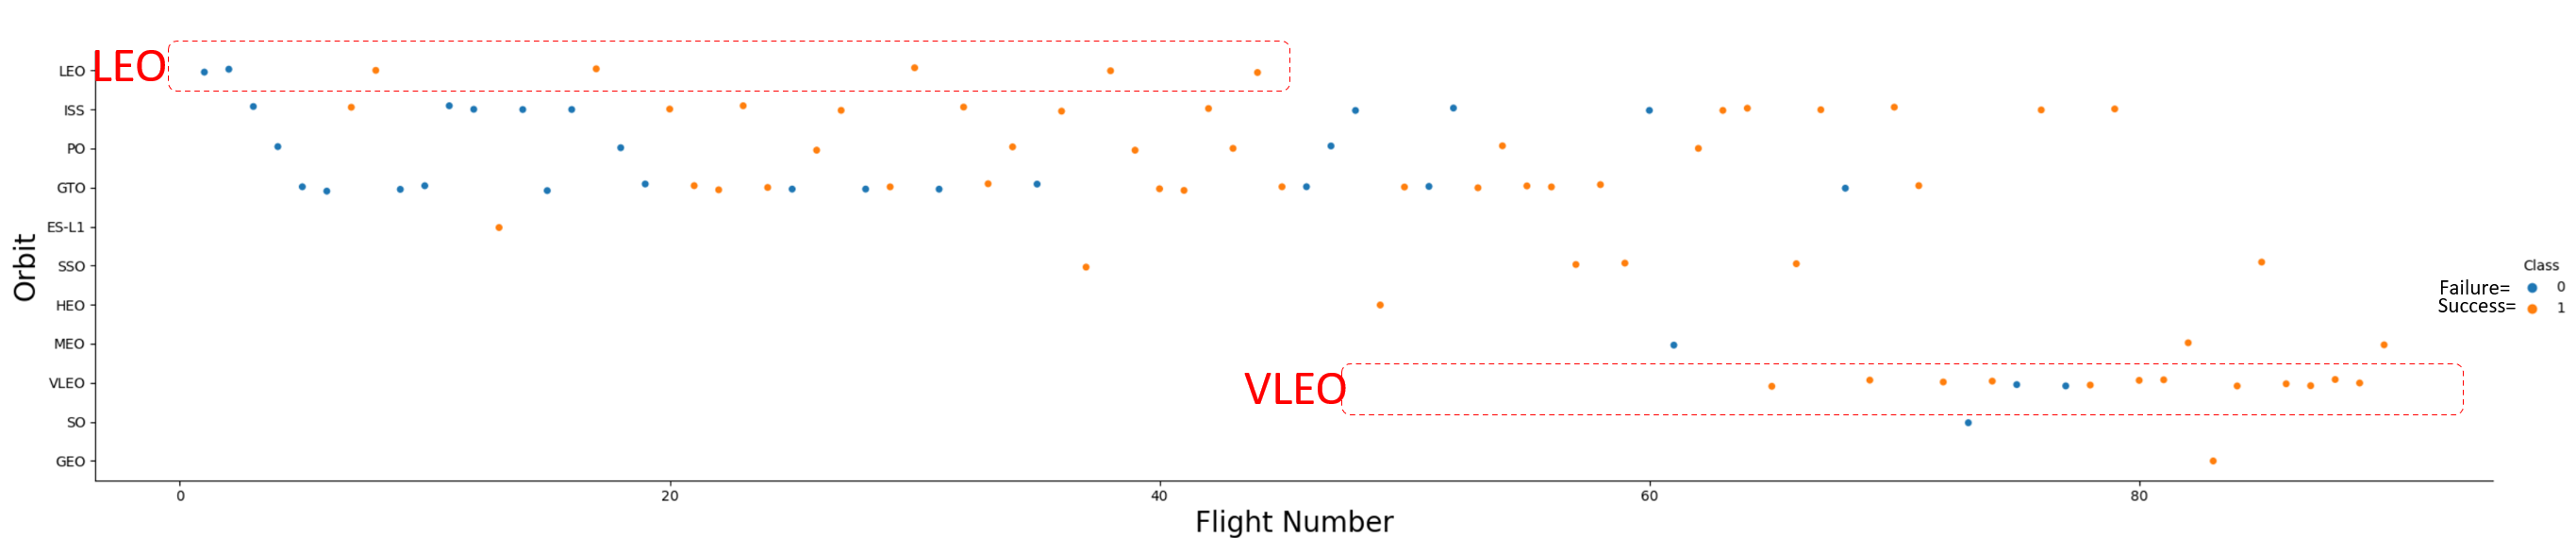 LEO
LEO
ISS
PO
GTO
ES-L1
SSO
HEO
MEO
VLEO
VLEO
SO
GEO
Orbit
0
20
40
60
80
Flight Number
Class
Failure= 0
Success= 1